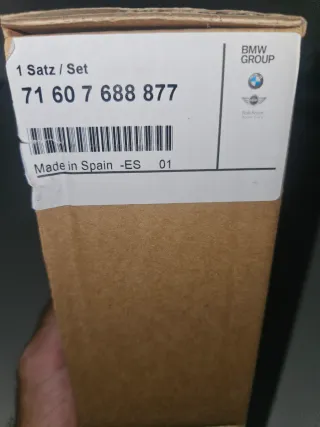 1 Satz / Set
71 60 7 688 877
Made in Spain -ES 01
BMW
GROUP